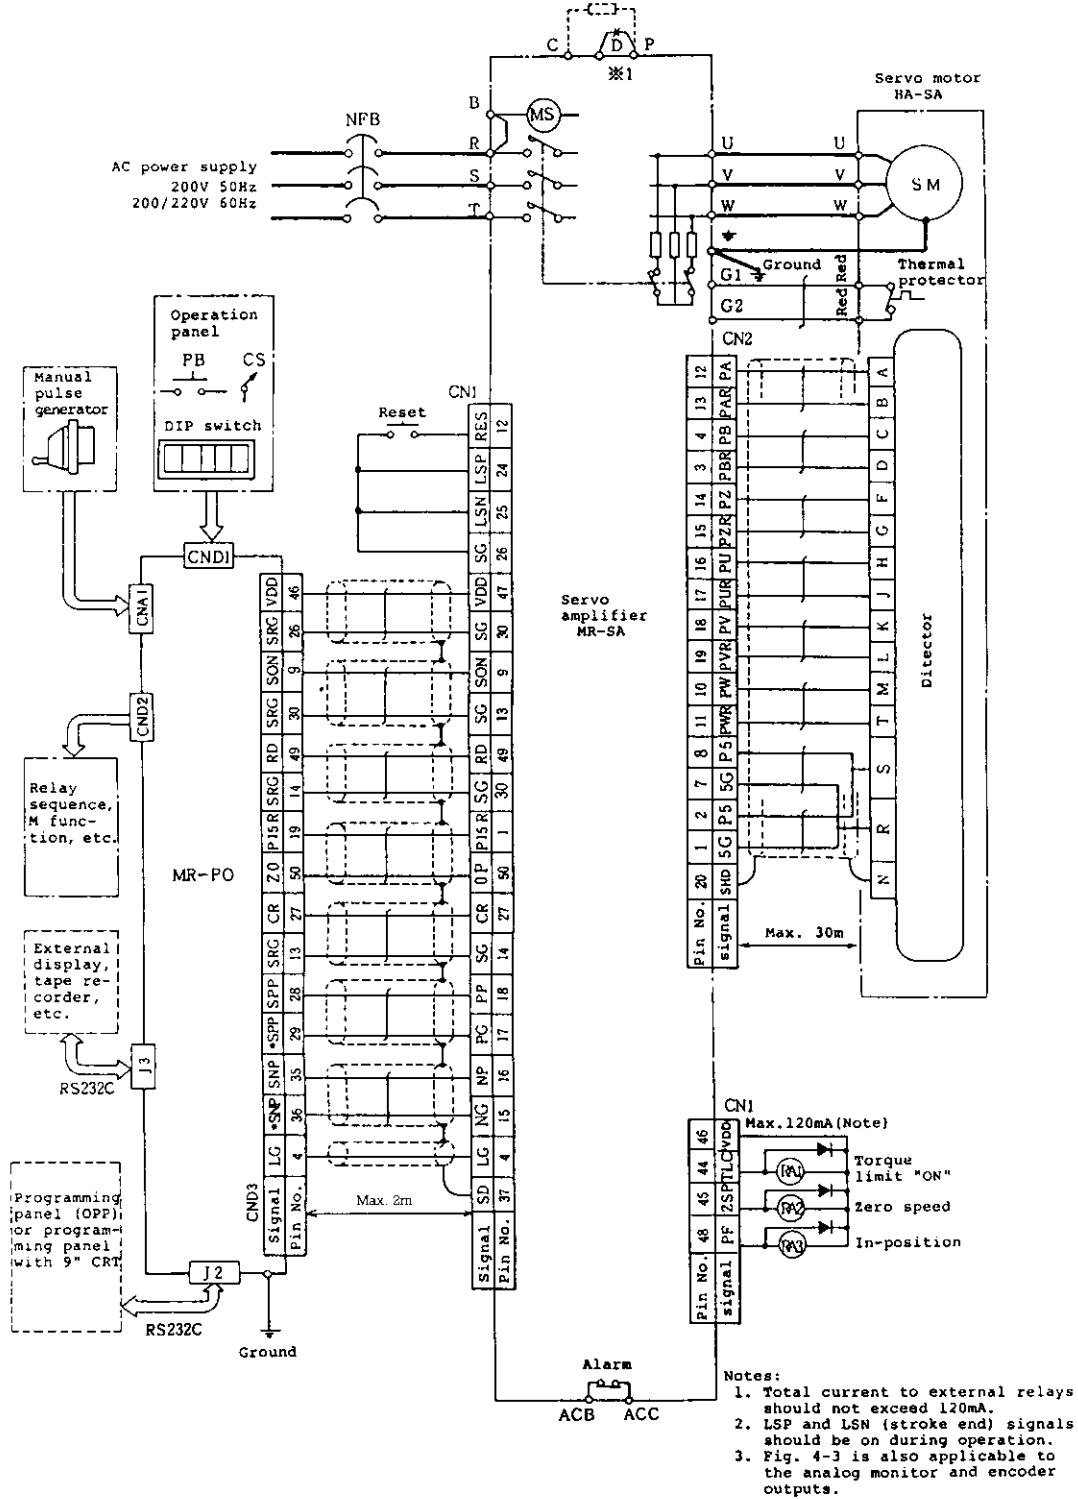 C D P
※1
Servo motor
HA-SA
B MS
NFB
R
AC power supply
200V 50Hz
200/220V 60Hz
S
T
U U
V V
W W
SM
Ground
G1
G2
Red Red
Thermal
protector
CN2
12 PA A
13 PAR B
4 PB C
3 PBR D
14 PZ F
15 PZR G
16 PU H
17 PUR J
18 PV K
19 PVR L
10 PW M
11 PWR T
8 P5 S
7 5G R
2 P5
1 5G
20 SHD N
Pin No. signal
Max. 30m
Ditector
Operation
panel
PB CS
DIP switch
Manual
pulse
generator
CND1
CNA1
CND2
Relay
sequence,
M func-
tion, etc.
MR-PO
External
display,
tape re-
corder,
etc.
J3
RS232C
Programming
panel (OPP)
or program-
ming panel
with 9" CRT
J2
RS232C
Ground
CN1
Reset
RES 12
LSP 24
LSN 25
SG 26
VDD 46 VDD 47
SRG 26 SG 30
SON 9 SON 9
SRG 30 SG 13
RD 49 RD 49
SRG 14 SG 30
P15R 19 P15R 1
ZO 50 OP 50
CR 27 CR 27
SRG 13 SG 14
SPP 28 PP 18
*SPP 29 PG 17
SNP 35 NP 16
*SNP 36 NG 15
LG 4 LG 4
SD 37
CND3
Signal Pin No.
Max. 2m
Signal Pin No.
Servo
amplifier
MR-SA
CN1
Max.120mA(Note)
46 VDD
44 TLC RA1
Torque
limit "ON"
45 ZSP RA2 Zero speed
48 PF RA3 In-position
Pin No. signal
Alarm
ACB ACC
Notes:
1. Total current to external relays
should not exceed 120mA.
2. LSP and LSN (stroke end) signals
should be on during operation.
3. Fig. 4-3 is also applicable to
the analog monitor and encoder
outputs.